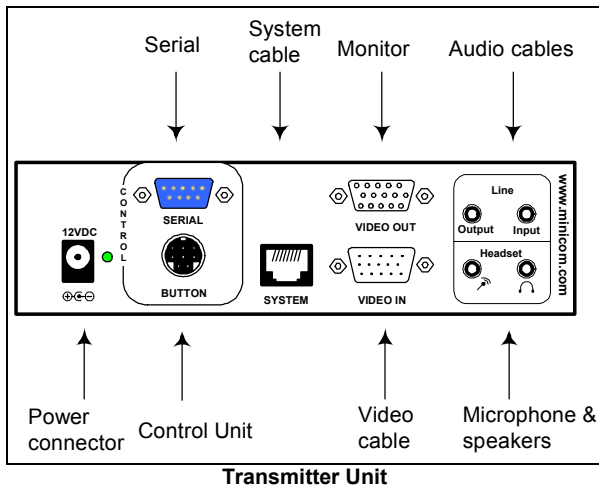 Serial
System
cable
Monitor
Audio cables
CONTROL
12VDC
SERIAL
BUTTON
SYSTEM
VIDEO OUT
VIDEO IN
Line
Output Input
Headset
www.minicom.com
Power
connector
Control Unit
Video
cable
Microphone &
speakers
Transmitter Unit